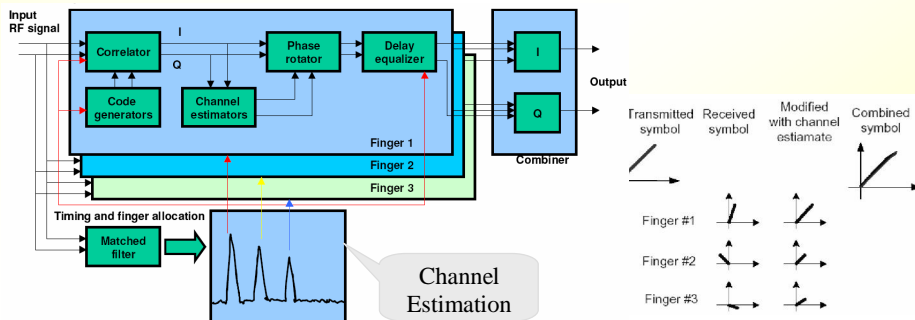 Input
RF signal
I
Q
Correlator
Phase
rotator
Delay
equalizer
Code
generators
Channel
estimators
Finger 1
Finger 2
Finger 3
I
Q
Combiner
Output
Timing and finger allocation
Matched
filter
Channel
Estimation
Transmitted
symbol
Received
symbol
Modified
with channel
estiamate
Combined
symbol
Finger #1
Finger #2
Finger #3